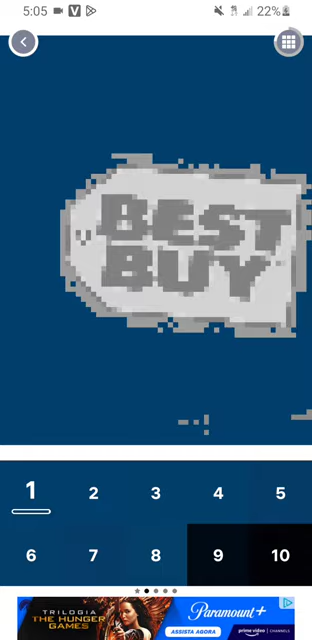 5:05
V
22%
BEST
BUY
1 2 3 4 5
6 7 8 9 10
TRILOGIA
THE HUNGER
GAMES
Paramount+
ASSISTA AGORA
prime video | CHANNELS